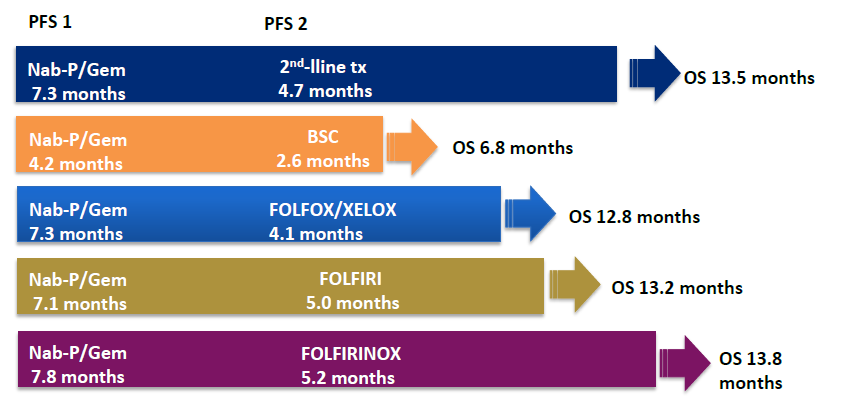 PFS 1 PFS 2
Nab-P/Gem 2nd-lline tx
7.3 months 4.7 months
OS 13.5 months
Nab-P/Gem BSC
4.2 months 2.6 months
OS 6.8 months
Nab-P/Gem FOLFOX/XELOX
7.3 months 4.1 months
OS 12.8 months
Nab-P/Gem FOLFIRI
7.1 months 5.0 months
OS 13.2 months
Nab-P/Gem FOLFIRINOX
7.8 months 5.2 months
OS 13.8
months